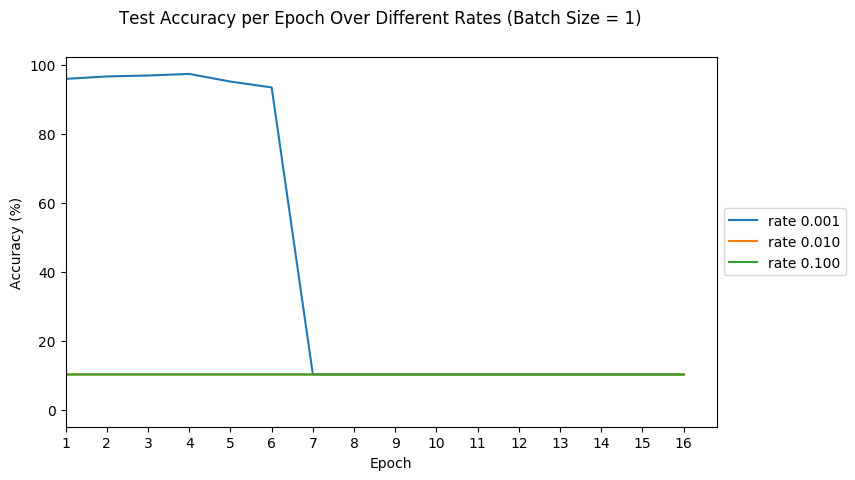 Test Accuracy per Epoch Over Different Rates (Batch Size = 1)
100
80
60
40
20
0
Accuracy (%)
1 2 3 4 5 6 7 8 9 10 11 12 13 14 15 16
Epoch
rate 0.001
rate 0.010
rate 0.100